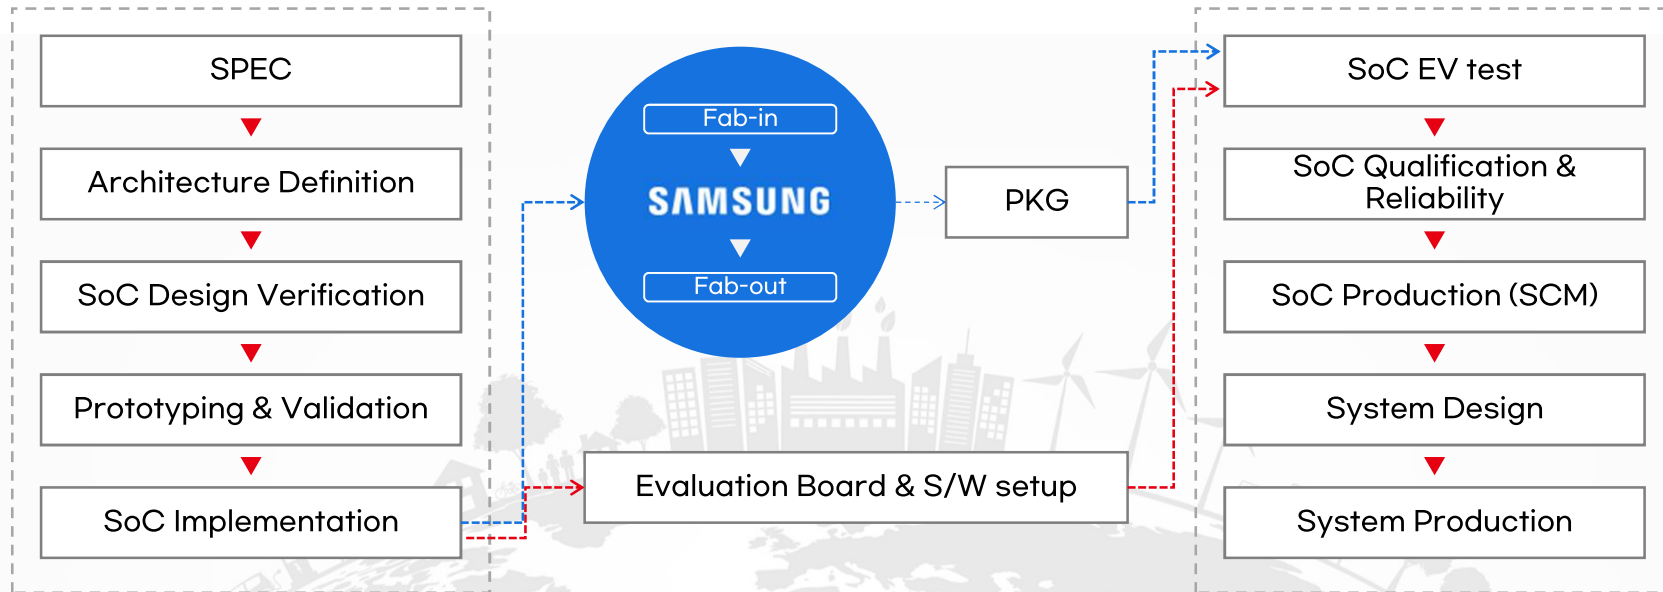 SPEC
Architecture Definition
SoC Design Verification
Prototyping & Validation
SoC Implementation
Fab-in
SAMSUNG
Fab-out
PKG
Evaluation Board & S/W setup
SoC EV test
SoC Qualification &
Reliability
SoC Production (SCM)
System Design
System Production